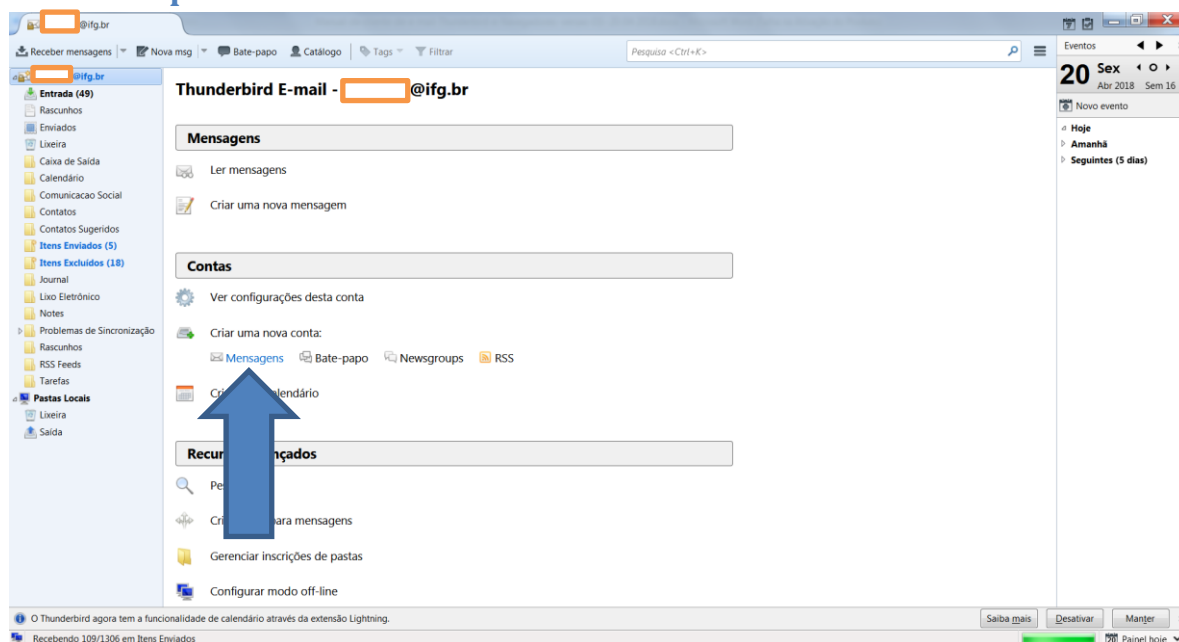 @ifg.br
Receber mensagens Nova msg Bate-papo Catálogo Tags Filtrar Pesquisa <Ctrl+K>
@ifg.br
Entrada (49)
Rascunhos
Enviados
Lixeira
Caixa de Saída
Calendário
Comunicacao Social
Contatos
Contatos Sugeridos
Itens Enviados (5)
Itens Excluídos (18)
Journal
Lixo Eletrônico
Notes
Problemas de Sincronização
Rascunhos
RSS Feeds
Tarefas
Pastas Locais
Lixeira
Saída
Thunderbird E-mail - @ifg.br
Mensagens
Ler mensagens
Criar uma nova mensagem
Contas
Ver configurações desta conta
Criar uma nova conta:
Mensagens Bate-papo Newsgroups RSS
Gerenciar inscrições de pastas
Configurar modo off-line
Eventos
20 Sex
Abr 2018 Sem 16
Novo evento
Hoje
Amanhã
Seguintes (5 dias)
O Thunderbird agora tem a funcionalidade de calendário através da extensão Lightning. Saiba mais Desativar Manter
Recebendo 109/1306 em Itens Enviados 20 Painel hoje